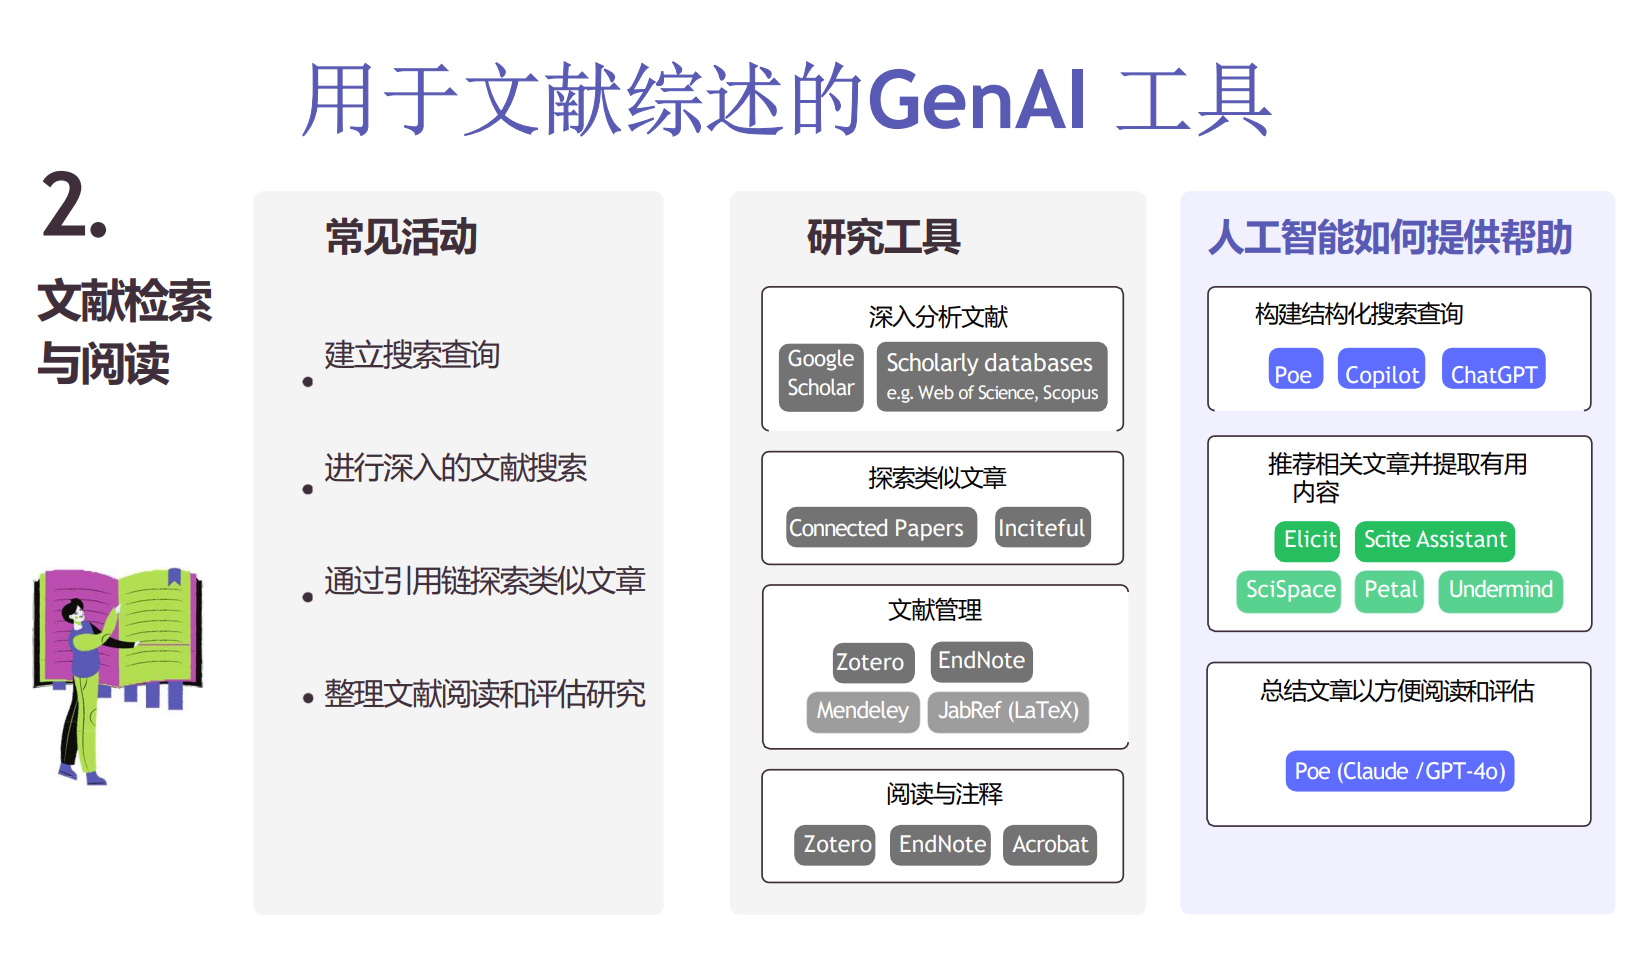 用于文献综述的GenAI 工具
2.
文献检索
与阅读
常见活动
建立搜索查询
进行深入的文献搜索
通过引用链探索类似文章
整理文献阅读和评估研究
研究工具
深入分析文献
Google
Scholar
Scholarly databases
e.g. Web of Science, Scopus
探索类似文章
Connected Papers
Inciteful
文献管理
Zotero
EndNote
Mendeley
JabRef (LaTeX)
阅读与注释
Zotero
EndNote
Acrobat
人工智能如何提供帮助
构建结构化搜索查询
Poe
Copilot
ChatGPT
推荐相关文章并提取有用
内容
Elicit
Scite Assistant
SciSpace
Petal
Undermind
总结文章以方便阅读和评估
Poe (Claude /GPT-4o)